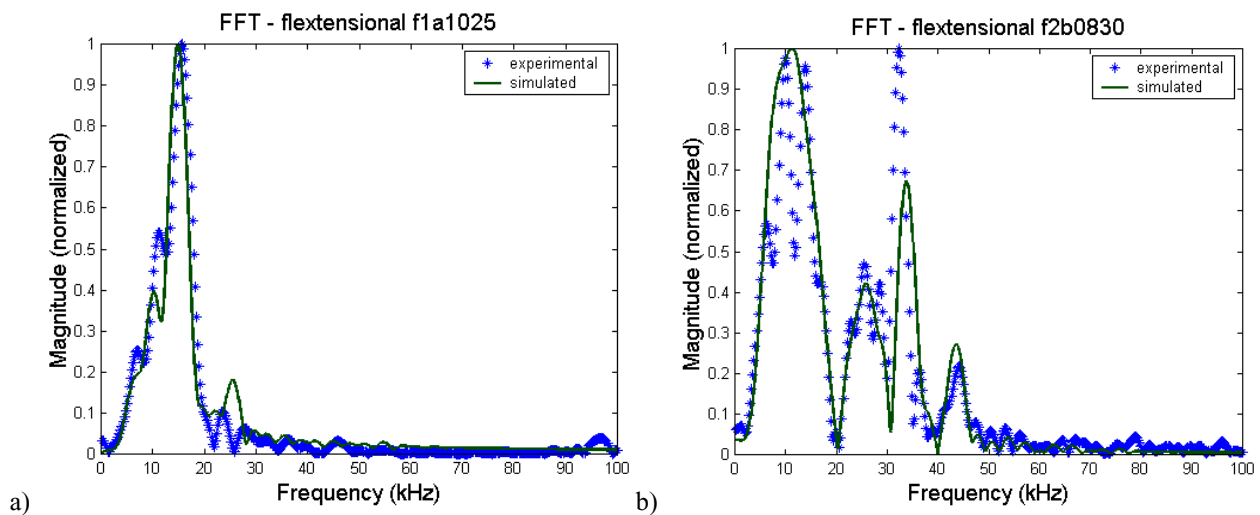 FFT - flextensional f1a1025
1
0.9
0.8
0.7
0.6
0.5
0.4
0.3
0.2
0.1
0
Magnitude (normalized)
experimental
simulated
0 10 20 30 40 50 60 70 80 90 100
Frequency (kHz)
a)
FFT - flextensional f2b0830
1
0.9
0.8
0.7
0.6
0.5
0.4
0.3
0.2
0.1
0
Magnitude (normalized)
experimental
simulated
0 10 20 30 40 50 60 70 80 90 100
Frequency (kHz)
b)